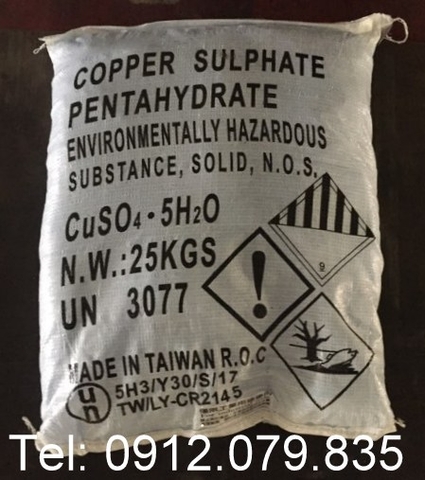 COPPER SULPHATE
PENTAHYDRATE
ENVIRONMENTALLY HAZARDOUS
SUBSTANCE, SOLID, N.O.S.
CuSO4 • 5H2O
N.W.:25KGS
UN 3077
9
MADE IN TAIWAN R.O.C
un
5H3/Y30/S/17
TW/LY-CR2145
Tel: 0912.079.835